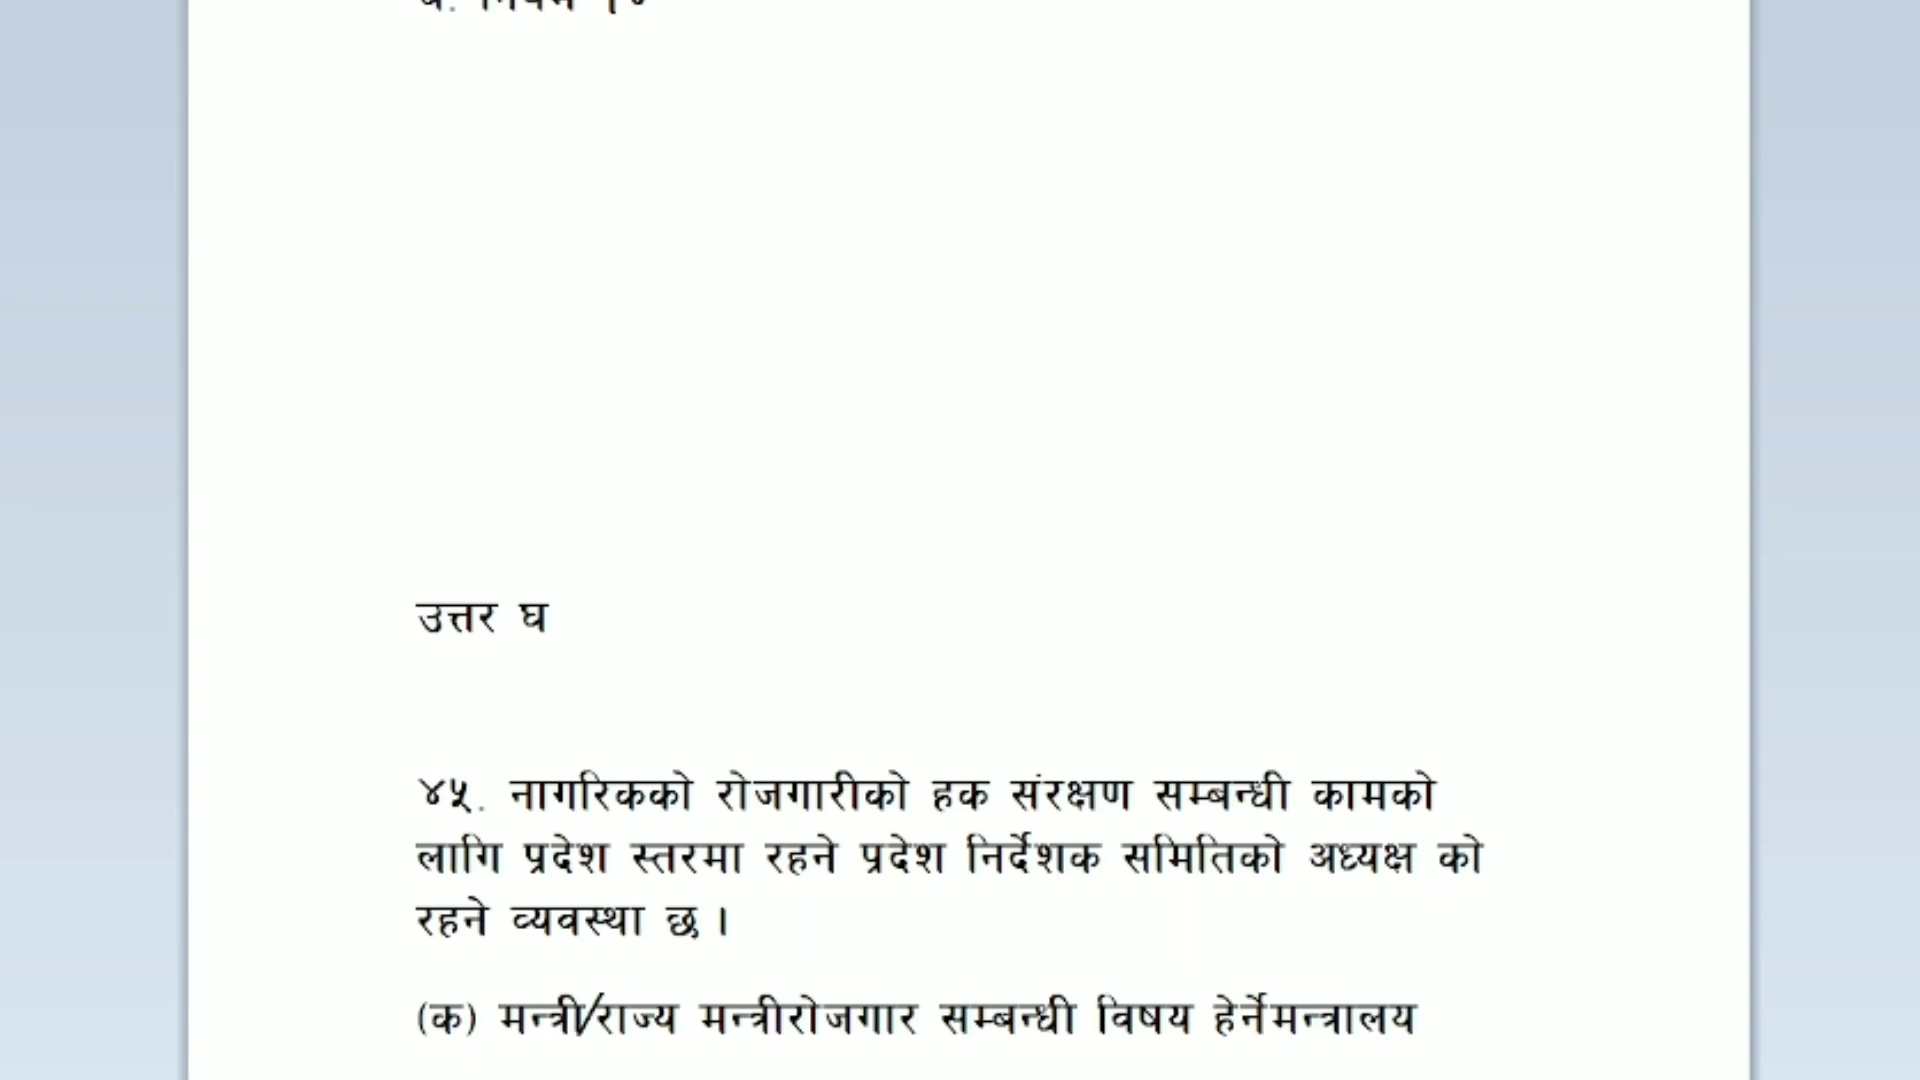 उत्तर घ
४५. नागरिकको रोजगारीको हक संरक्षण सम्बन्धी कामको
लागि प्रदेश स्तरमा रहने प्रदेश निर्देशक समितिको अध्यक्ष को
रहने व्यवस्था छ ।
(क) मन्त्री/राज्य मन्त्रीरोजगार सम्बन्धी विषय हेर्नेमन्त्रालय